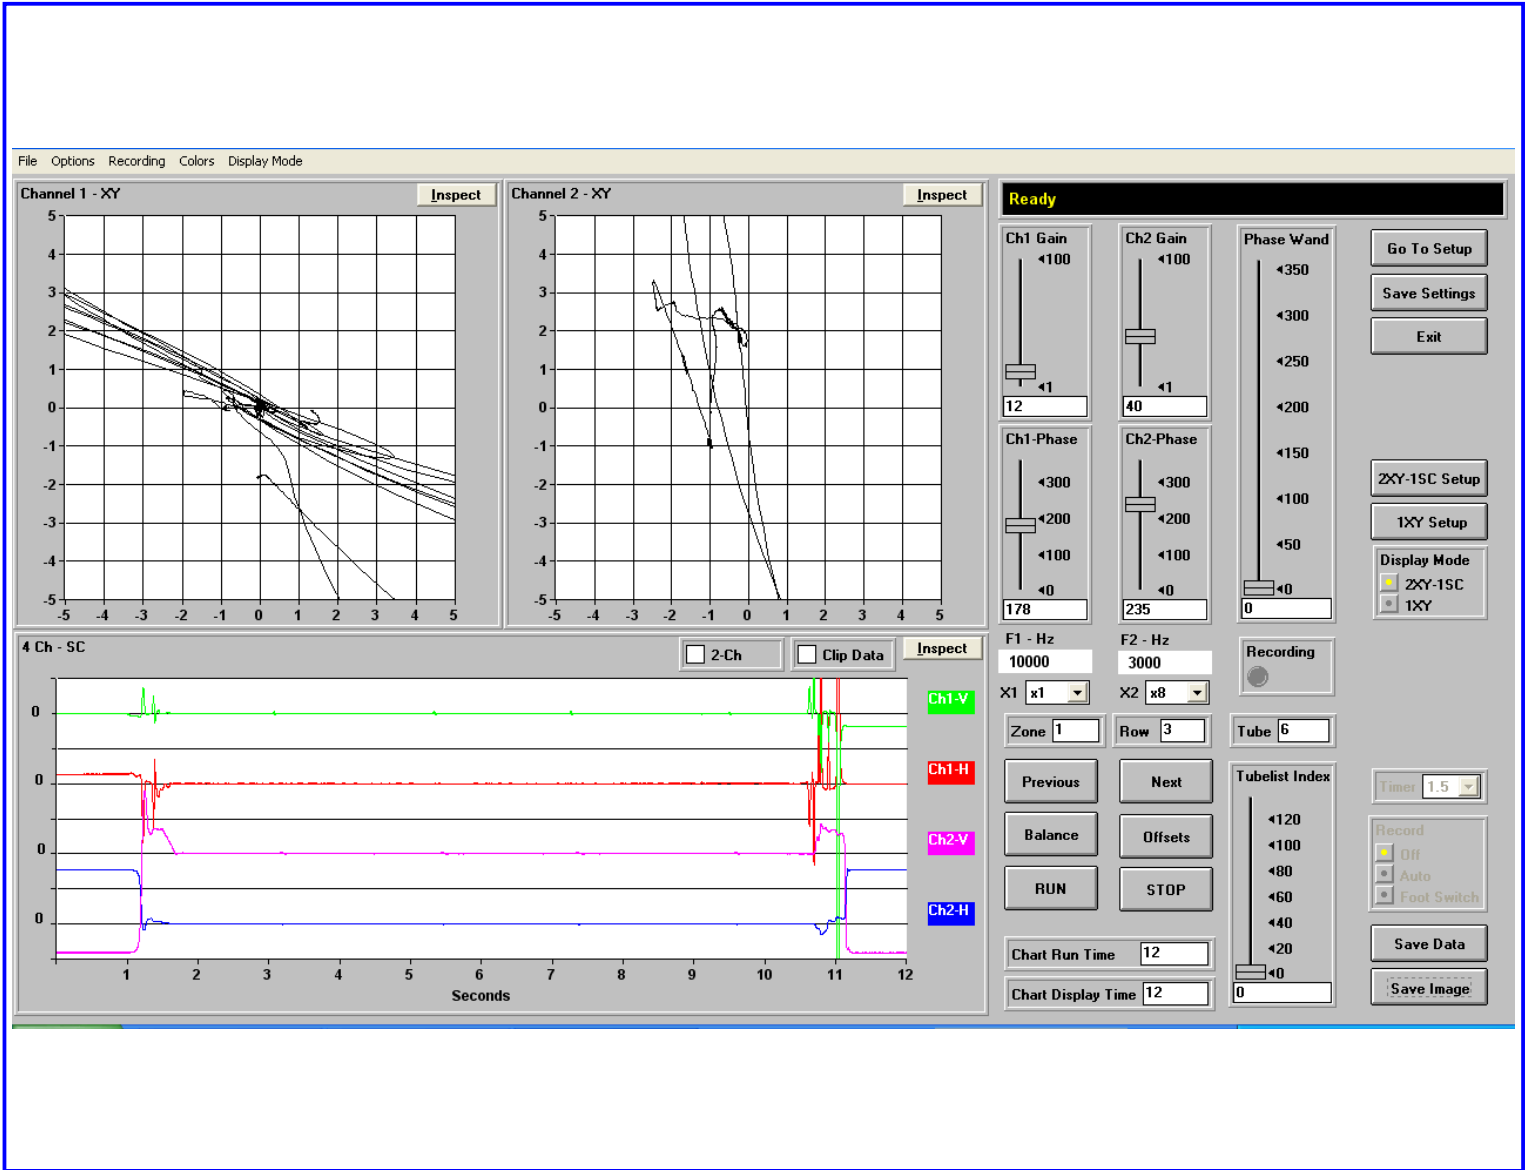 File Options Recording Colors Display Mode
Channel 1 - XY
Inspect
5
4
3
2
1
0
-1
-2
-3
-4
-5
-5 -4 -3 -2 -1 0 1 2 3 4 5
Channel 2 - XY
Inspect
5
4
3
2
1
0
-1
-2
-3
-4
-5
-5 -4 -3 -2 -1 0 1 2 3 4 5
4 Ch - SC
2-Ch
Clip Data
Inspect
0
0
0
0
Ch1-V
Ch1-H
Ch2-V
Ch2-H
1 2 3 4 5 6 7 8 9 10 11 12
Seconds
Ready
Ch1 Gain
100
1
12
Ch2 Gain
100
1
40
Phase Wand
350
300
250
200
150
100
50
0
0
Ch1-Phase
300
200
100
0
178
Ch2-Phase
300
200
100
0
235
Go To Setup
Save Settings
Exit
2XY-1SC Setup
1XY Setup
Display Mode
2XY-1SC
1XY
F1 - Hz
10000
F2 - Hz
3000
Recording
X1 x1
X2 x8
Zone 1
Row 3
Tube 6
Previous
Next
Balance
Offsets
RUN
STOP
Tubelist Index
120
100
80
60
40
20
0
0
Timer 1.5
Record
Off
Auto
Foot Switch
Chart Run Time 12
Chart Display Time 12
Save Data
Save Image